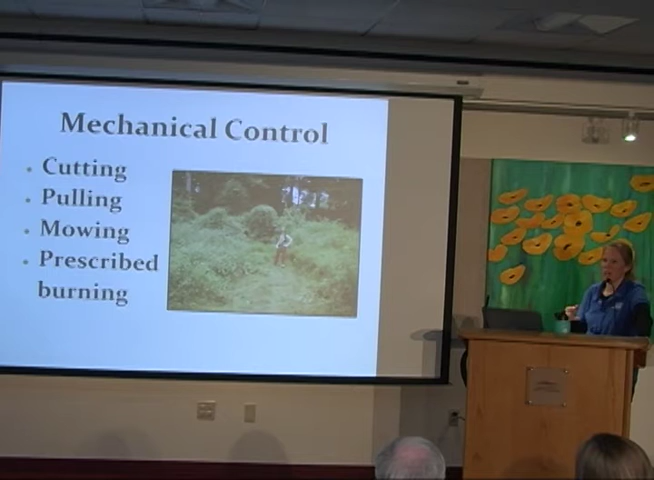 Mechanical Control
Cutting
Pulling
Mowing
Prescribed
burning